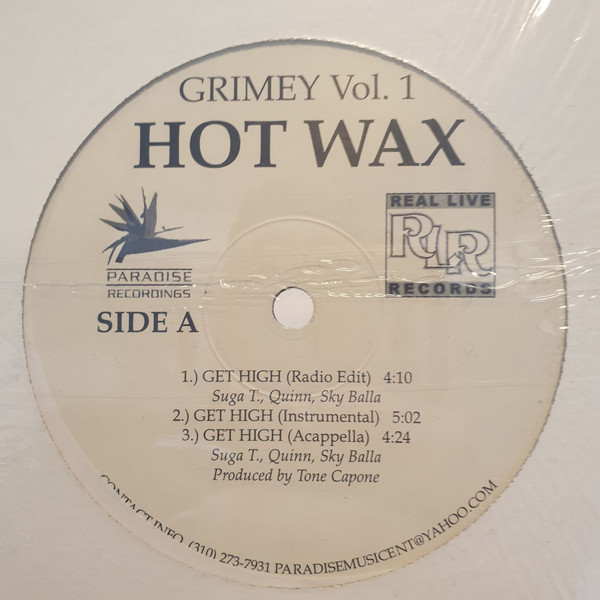 GRIMEY Vol. 1
HOT WAX
PARADISE
RECORDINGS
REAL LIVE
RLR
RECORDS
SIDE A
1.) GET HIGH (Radio Edit) 4:10
Suga T., Quinn, Sky Balla
2.) GET HIGH (Instrumental) 5:02
3.) GET HIGH (Acappella) 4:24
Suga T., Quinn, Sky Balla
Produced by Tone Capone
CONTACT INFO (310) 273-7931 PARADISEMUSICENT@YAHOO.COM